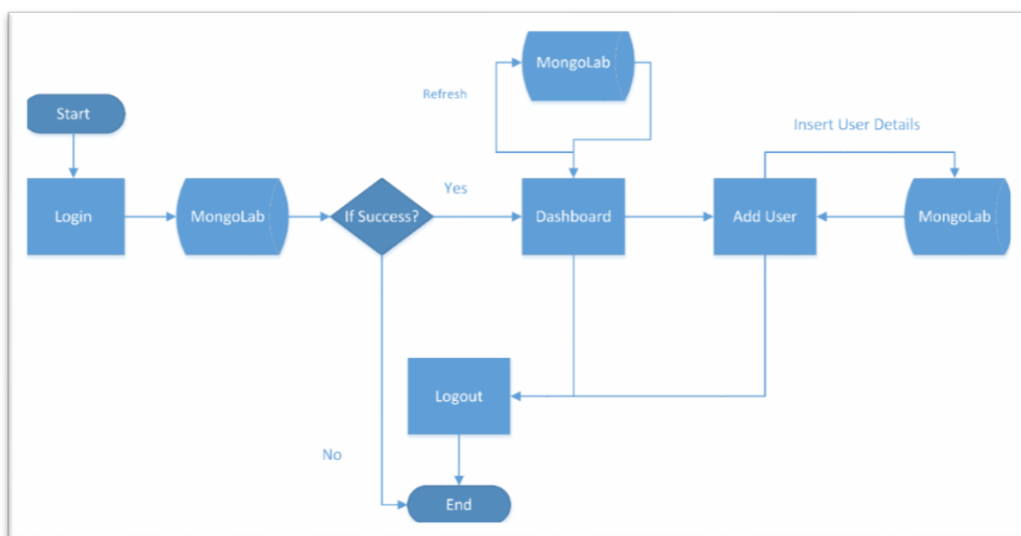 MongoLab
Refresh
Start
Insert User Details
Login
MongoLab
If Success?
Yes
Dashboard
Add User
MongoLab
Logout
No
End